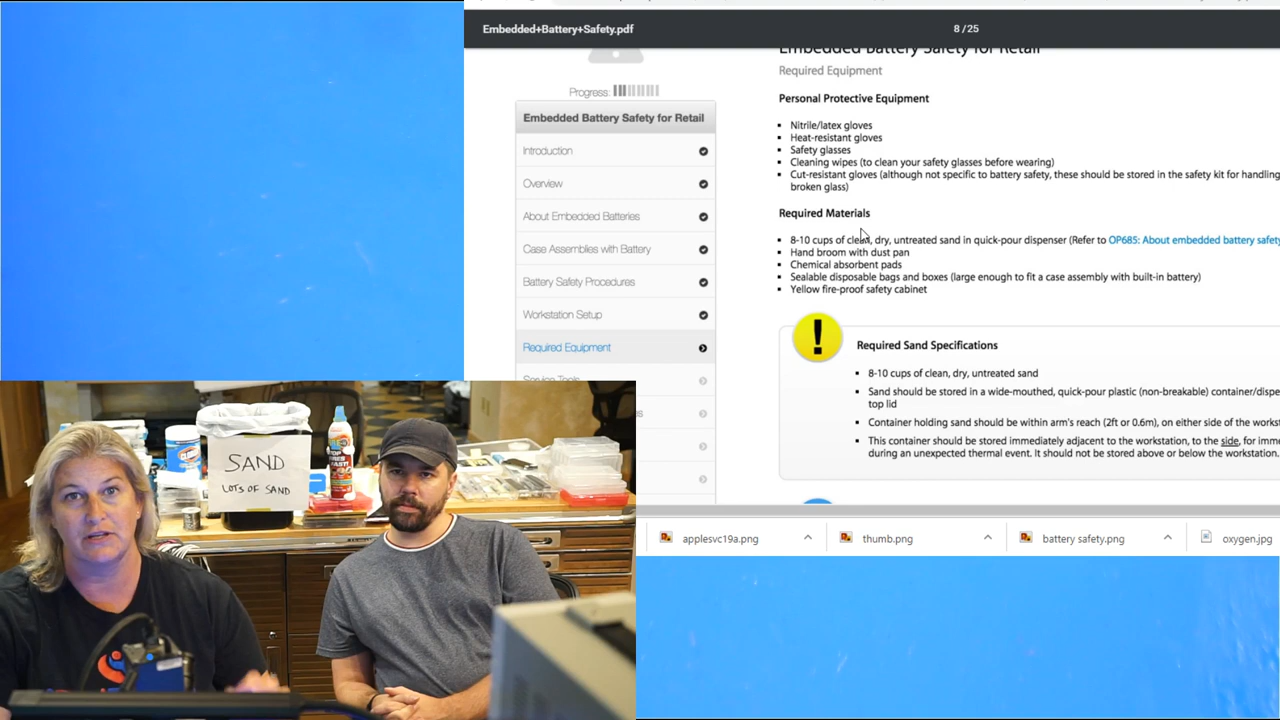 Embedded+Battery+Safety.pdf
8 / 25
Embedded Battery Safety for Retail
Required Equipment
Progress:
Embedded Battery Safety for Retail
Introduction
Overview
About Embedded Batteries
Case Assemblies with Battery
Battery Safety Procedures
Workstation Setup
Required Equipment
Service Tools
Personal Protective Equipment
Nitrile/latex gloves
Heat-resistant gloves
Safety glasses
Cleaning wipes (to clean your safety glasses before wearing)
Cut-resistant gloves (although not specific to battery safety, these should be stored in the safety kit for handling
broken glass)
Required Materials
8-10 cups of clean, dry, untreated sand in quick-pour dispenser (Refer to OP685: About embedded battery safety
Hand broom with dust pan
Chemical absorbent pads
Sealable disposable bags and boxes (large enough to fit a case assembly with built-in battery)
Yellow fire-proof safety cabinet
!
Required Sand Specifications
8-10 cups of clean, dry, untreated sand
Sand should be stored in a wide-mouthed, quick-pour plastic (non-breakable) container/dispe
top lid
Container holding sand should be within arm's reach (2ft or 0.6m), on either side of the workst
This container should be stored immediately adjacent to the workstation, to the side, for imme
during an unexpected thermal event. It should not be stored above or below the workstation.
applesvc19a.png
thumb.png
battery safety.png
oxygen.jpg
SAND
LOTS OF SAND
STOP
FIRES
FAST!